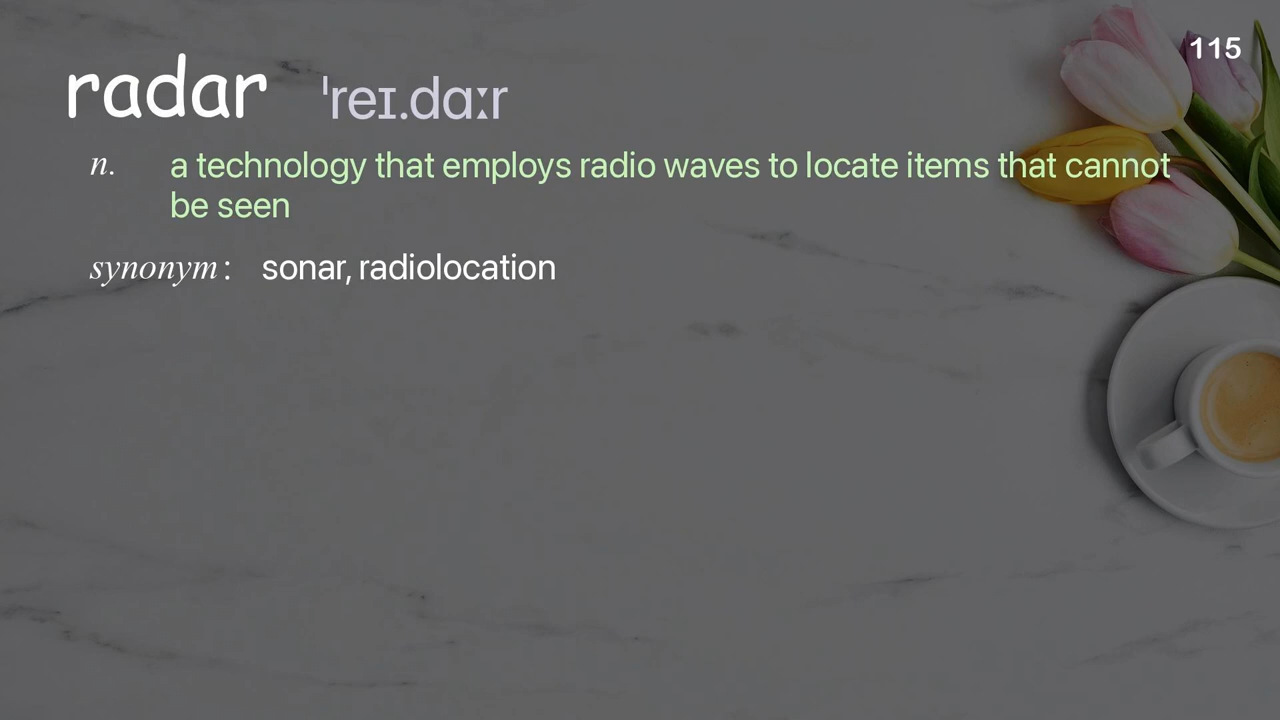 115
radar ˈreɪ.dɑːr
n. a technology that employs radio waves to locate items that cannot
be seen
synonym: sonar, radiolocation